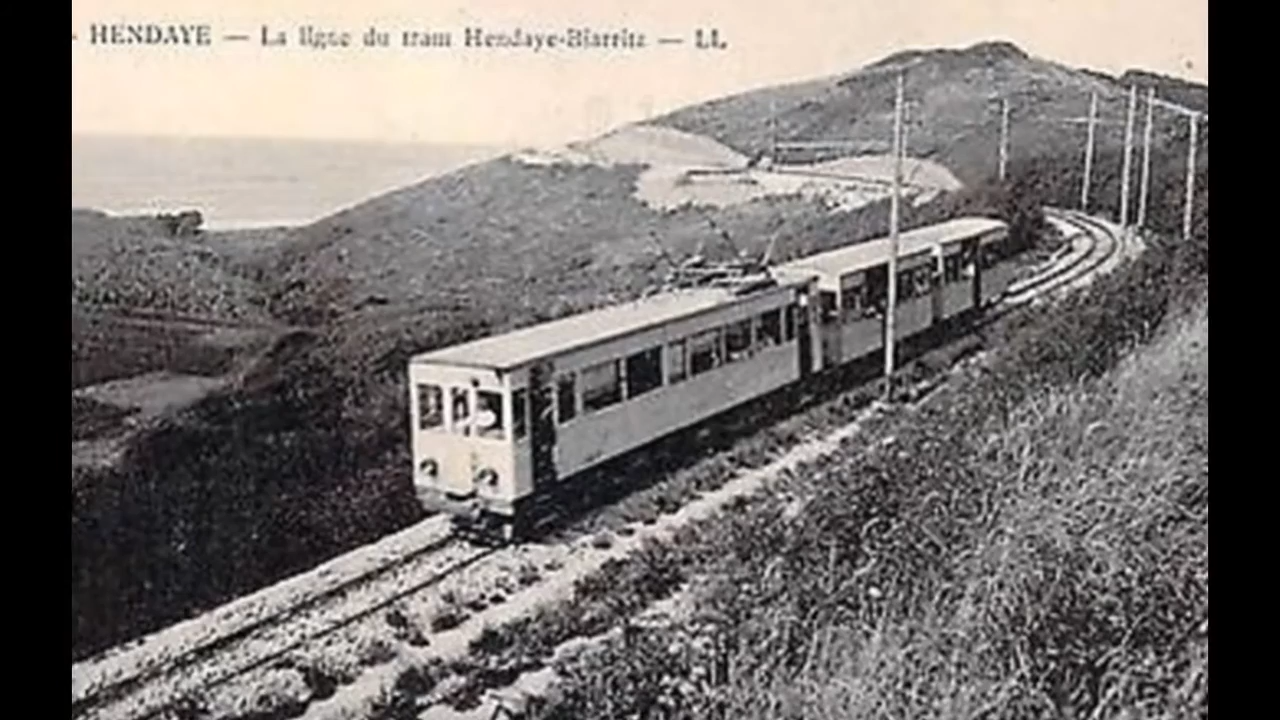 HENDAYE — La ligne du tram Hendaye-Biarritz — LL.